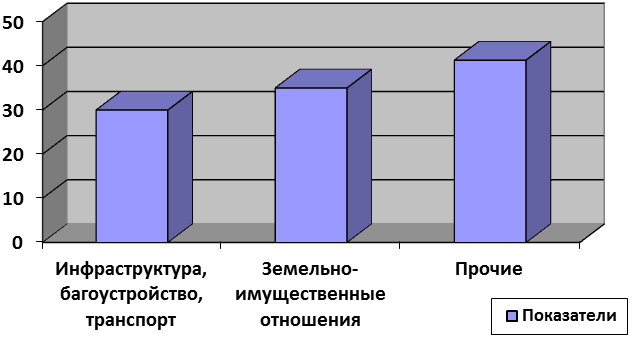 50
40
30
20
10
0
Инфраструктура,
багоустройство,
транспорт
Земельно-
имущественные
отношения
Прочие
Показатели